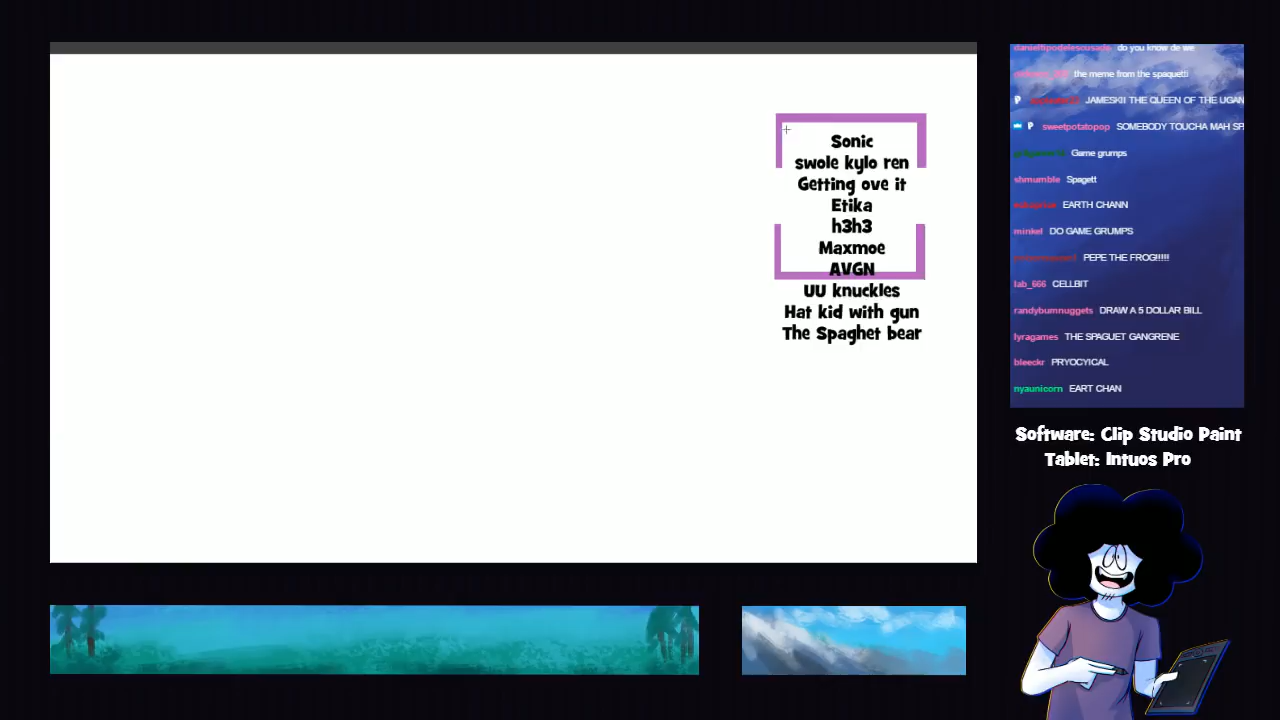 Sonic
swole kylo ren
Getting ove it
Etika
h3h3
Maxmoe
AVGN
UU knuckles
Hat kid with gun
The Spaghet bear
danieltipodelescusado do you know de we
the meme from the spaquetti
JAMESKII THE QUEEN OF THE UGAN
sweetpotatopop SOMEBODY TOUCHA MAH SP
Game grumps
shmumble Spagett
EARTH CHANN
minkel DO GAME GRUMPS
PEPE THE FROG!!!!!
lab_666 CELLBIT
randybumnuggets DRAW A 5 DOLLAR BILL
lyragames THE SPAGUET GANGRENE
bleeckr PRYOCYICAL
nyaunicorn EART CHAN
Software: Clip Studio Paint
Tablet: Intuos Pro